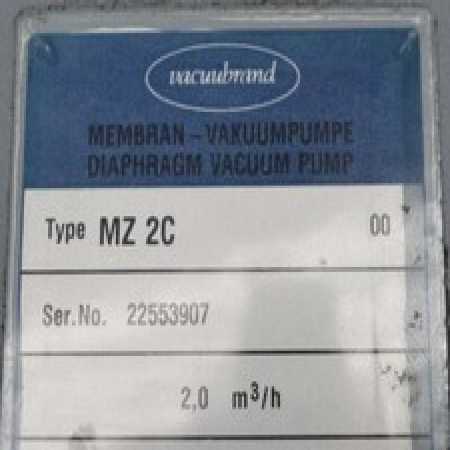 vacuubrand
MEMBRAN-VAKUUMPUMPE
DIAPHRAGM VACUUM PUMP
Type MZ 2C 00
Ser.No. 22553907
2,0 m³/h